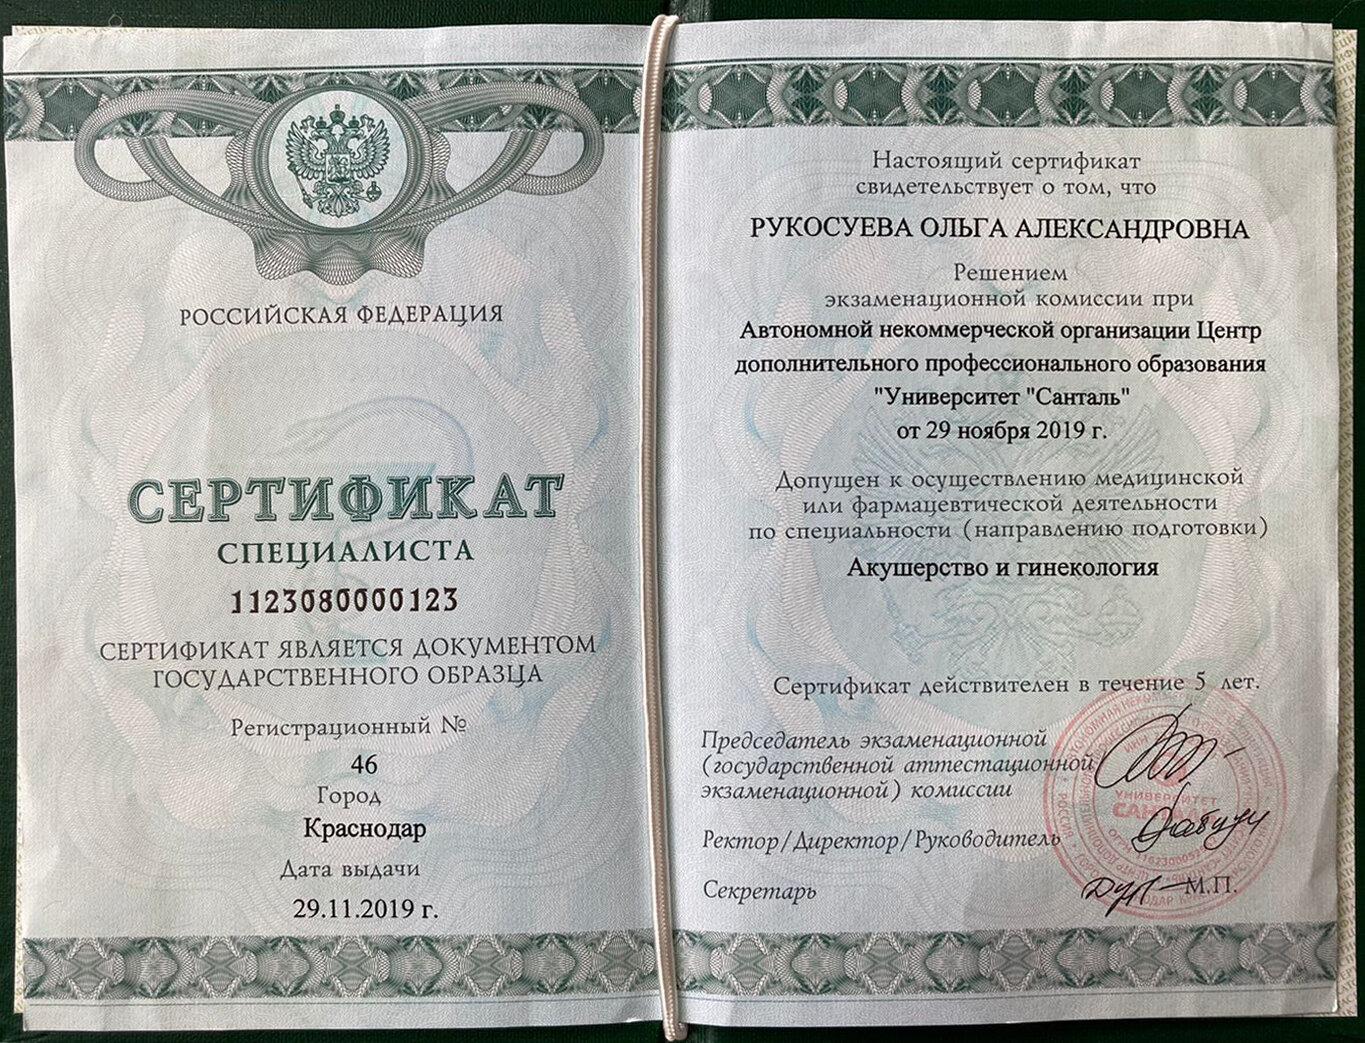 РОССИЙСКАЯ ФЕДЕРАЦИЯ
СЕРТИФИКАТ
СПЕЦИАЛИСТА
1123080000123
СЕРТИФИКАТ ЯВЛЯЕТСЯ ДОКУМЕНТОМ
ГОСУДАРСТВЕННОГО ОБРАЗЦА
Регистрационный №
46
Город
Краснодар
Дата выдачи
29.11.2019 г.
Настоящий сертификат
свидетельствует о том, что
РУКОСУЕВА ОЛЬГА АЛЕКСАНДРОВНА
Решением
экзаменационной комиссии при
Автономной некоммерческой организации Центр
дополнительного профессионального образования
"Университет "Санталь"
от 29 ноября 2019 г.
Допущен к осуществлению медицинской
или фармацевтической деятельности
по специальности (направлению подготовки)
Акушерство и гинекология
Сертификат действителен в течение 5 лет.
Председатель экзаменационной
(государственной аттестационной
экзаменационной) комиссии
Ректор/Директор/Руководитель
Секретарь
М.П.
УНИВЕРСИТЕТ
САНТАЛЬ